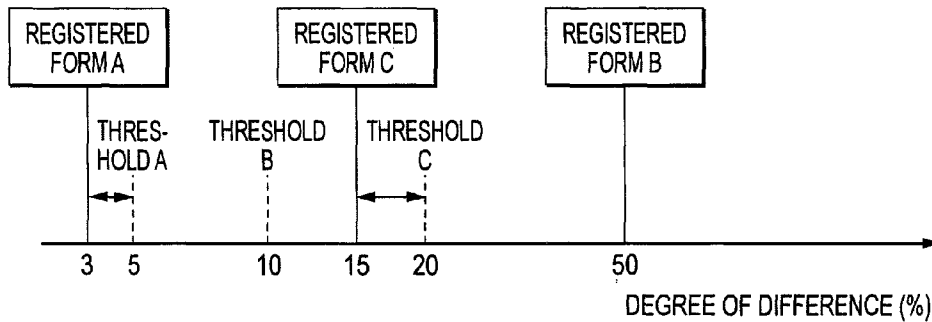 REGISTERED
FORM A
REGISTERED
FORM C
REGISTERED
FORM B
THRES-
HOLD A
THRESHOLD
B
THRESHOLD
C
3 5 10 15 20 50
DEGREE OF DIFFERENCE (%)